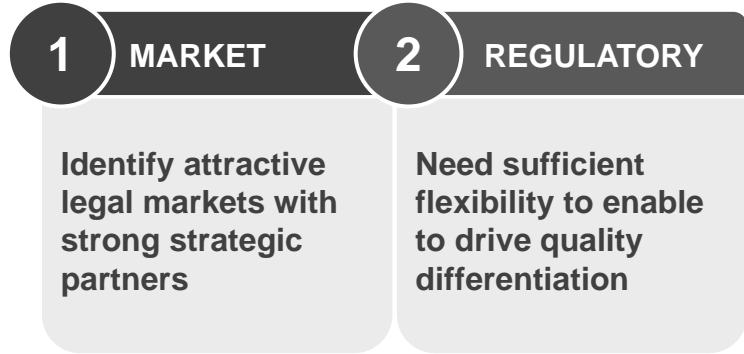 1 MARKET
Identify attractive
legal markets with
strong strategic
partners
2 REGULATORY
Need sufficient
flexibility to enable
to drive quality
differentiation